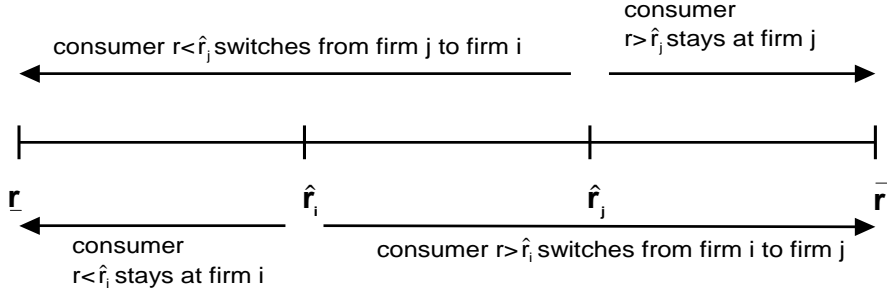 consumer
r>r̂ⱼ stays at firm j
consumer r<r̂ⱼ switches from firm j to firm i
r̲ r̂ᵢ r̂ⱼ r̄
consumer
r<r̂ᵢ stays at firm i
consumer r>r̂ᵢ switches from firm i to firm j